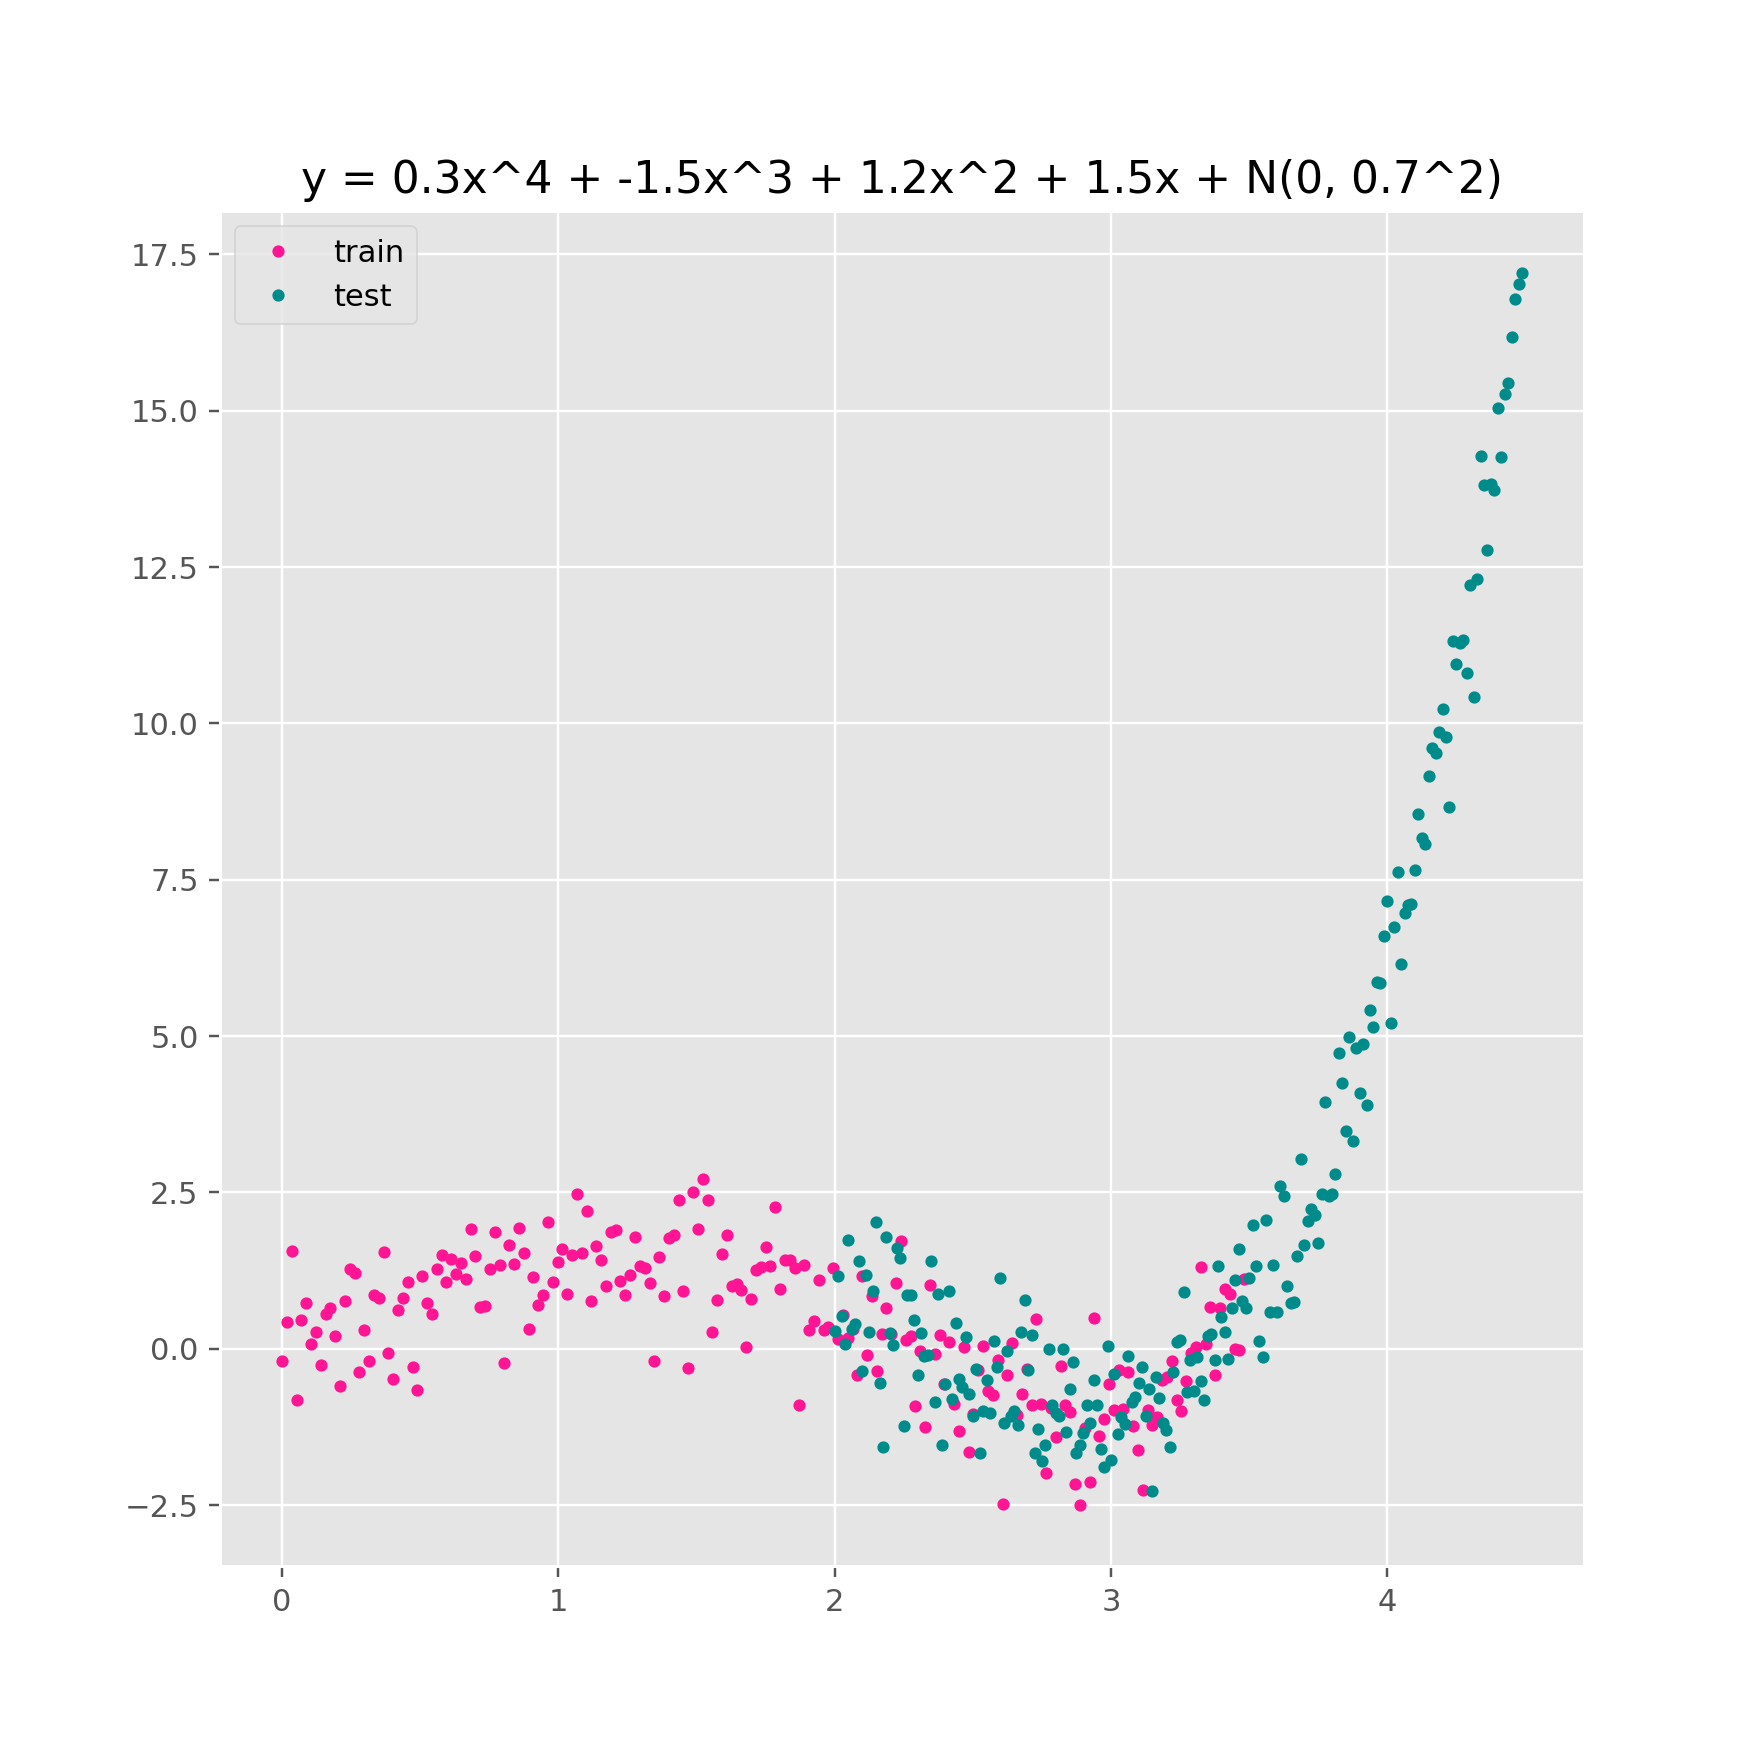 y = 0.3x^4 + -1.5x^3 + 1.2x^2 + 1.5x + N(0, 0.7^2)
train
test
17.5
15.0
12.5
10.0
7.5
5.0
2.5
0.0
−2.5
0 1 2 3 4